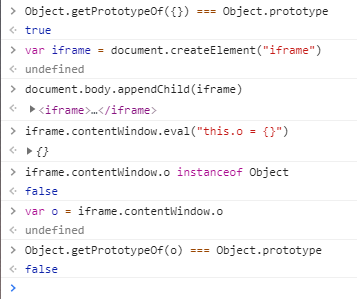 > Object.getPrototypeOf({}) === Object.prototype
<· true
> var iframe = document.createElement("iframe")
<· undefined
> document.body.appendChild(iframe)
<· ▶<iframe>…</iframe>
> iframe.contentWindow.eval("this.o = {}")
<· ▶{}
> iframe.contentWindow.o instanceof Object
<· false
> var o = iframe.contentWindow.o
<· undefined
> Object.getPrototypeOf(o) === Object.prototype
<· false
>